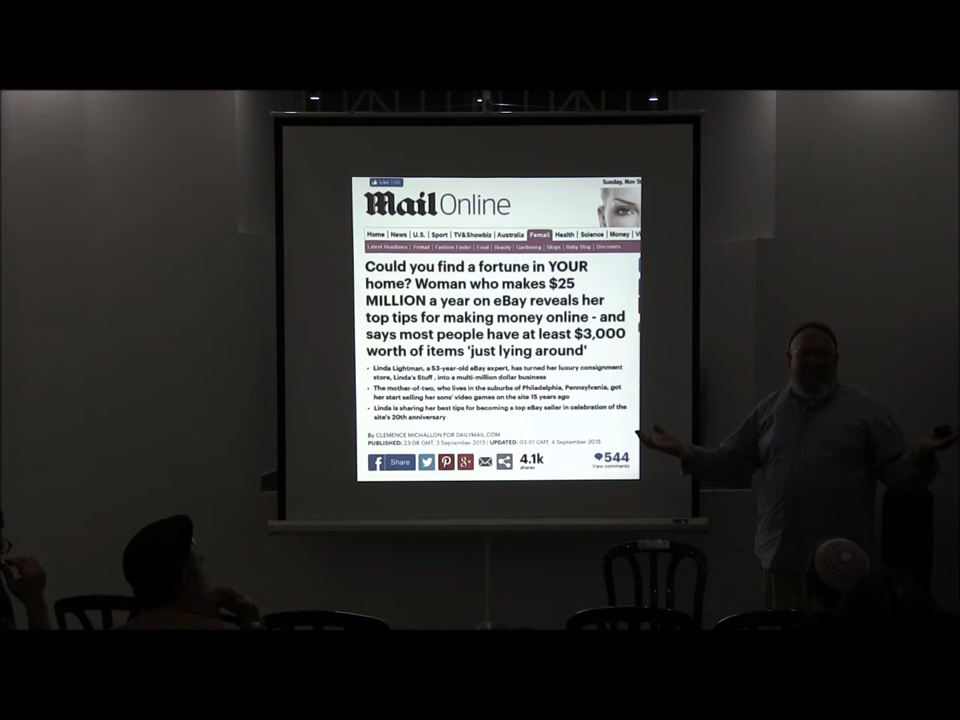 Like
Sunday, Nov
Mail Online
Home News U.S. Sport TV&Showbiz Australia Femail Health Science Money
Latest Headlines Femail Fashion Finder Food Beauty Gardening Blogs Baby Blog Discounts
Could you find a fortune in YOUR
home? Woman who makes $25
MILLION a year on eBay reveals her
top tips for making money online - and
says most people have at least $3,000
worth of items 'just lying around'
• Linda Lightman, a 53-year-old eBay expert, has turned her luxury consignment
store, Linda's Stuff, into a multi-million dollar business
• The mother-of-two, who lives in the suburbs of Philadelphia, Pennsylvania, got
her start selling her sons' video games on the site 15 years ago
• Linda is sharing her best tips for becoming a top eBay seller in celebration of the
site's 20th anniversary
By CLEMENCE MICHALLON FOR DAILYMAIL.COM
PUBLISHED: 23:08 GMT, 3 September 2015 | UPDATED: 03:01 GMT, 4 September 2015
f Share 4.1k 544
shares View comments